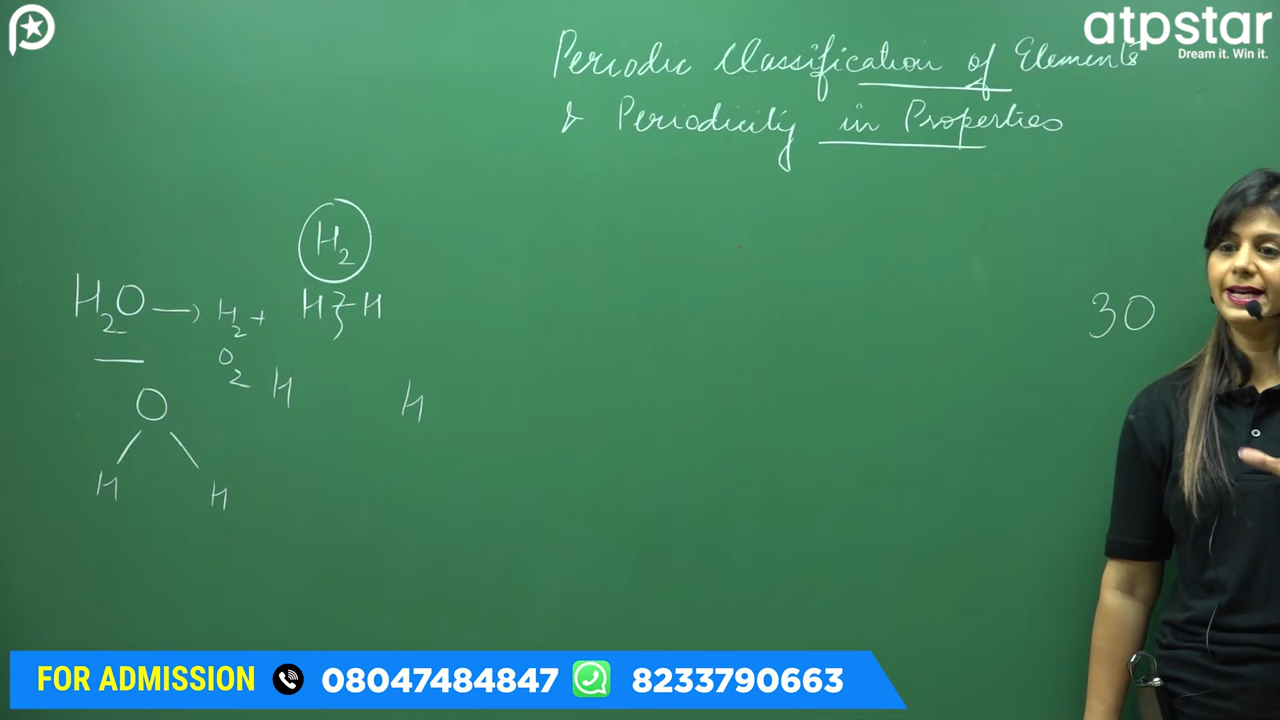 atpstar
Dream it. Win it.
Periodic Classification of Elements
& Periodicity in Properties
H2
H2O → H2 +
O2
H } H
30
H H
O
H H
FOR ADMISSION 08047484847 8233790663